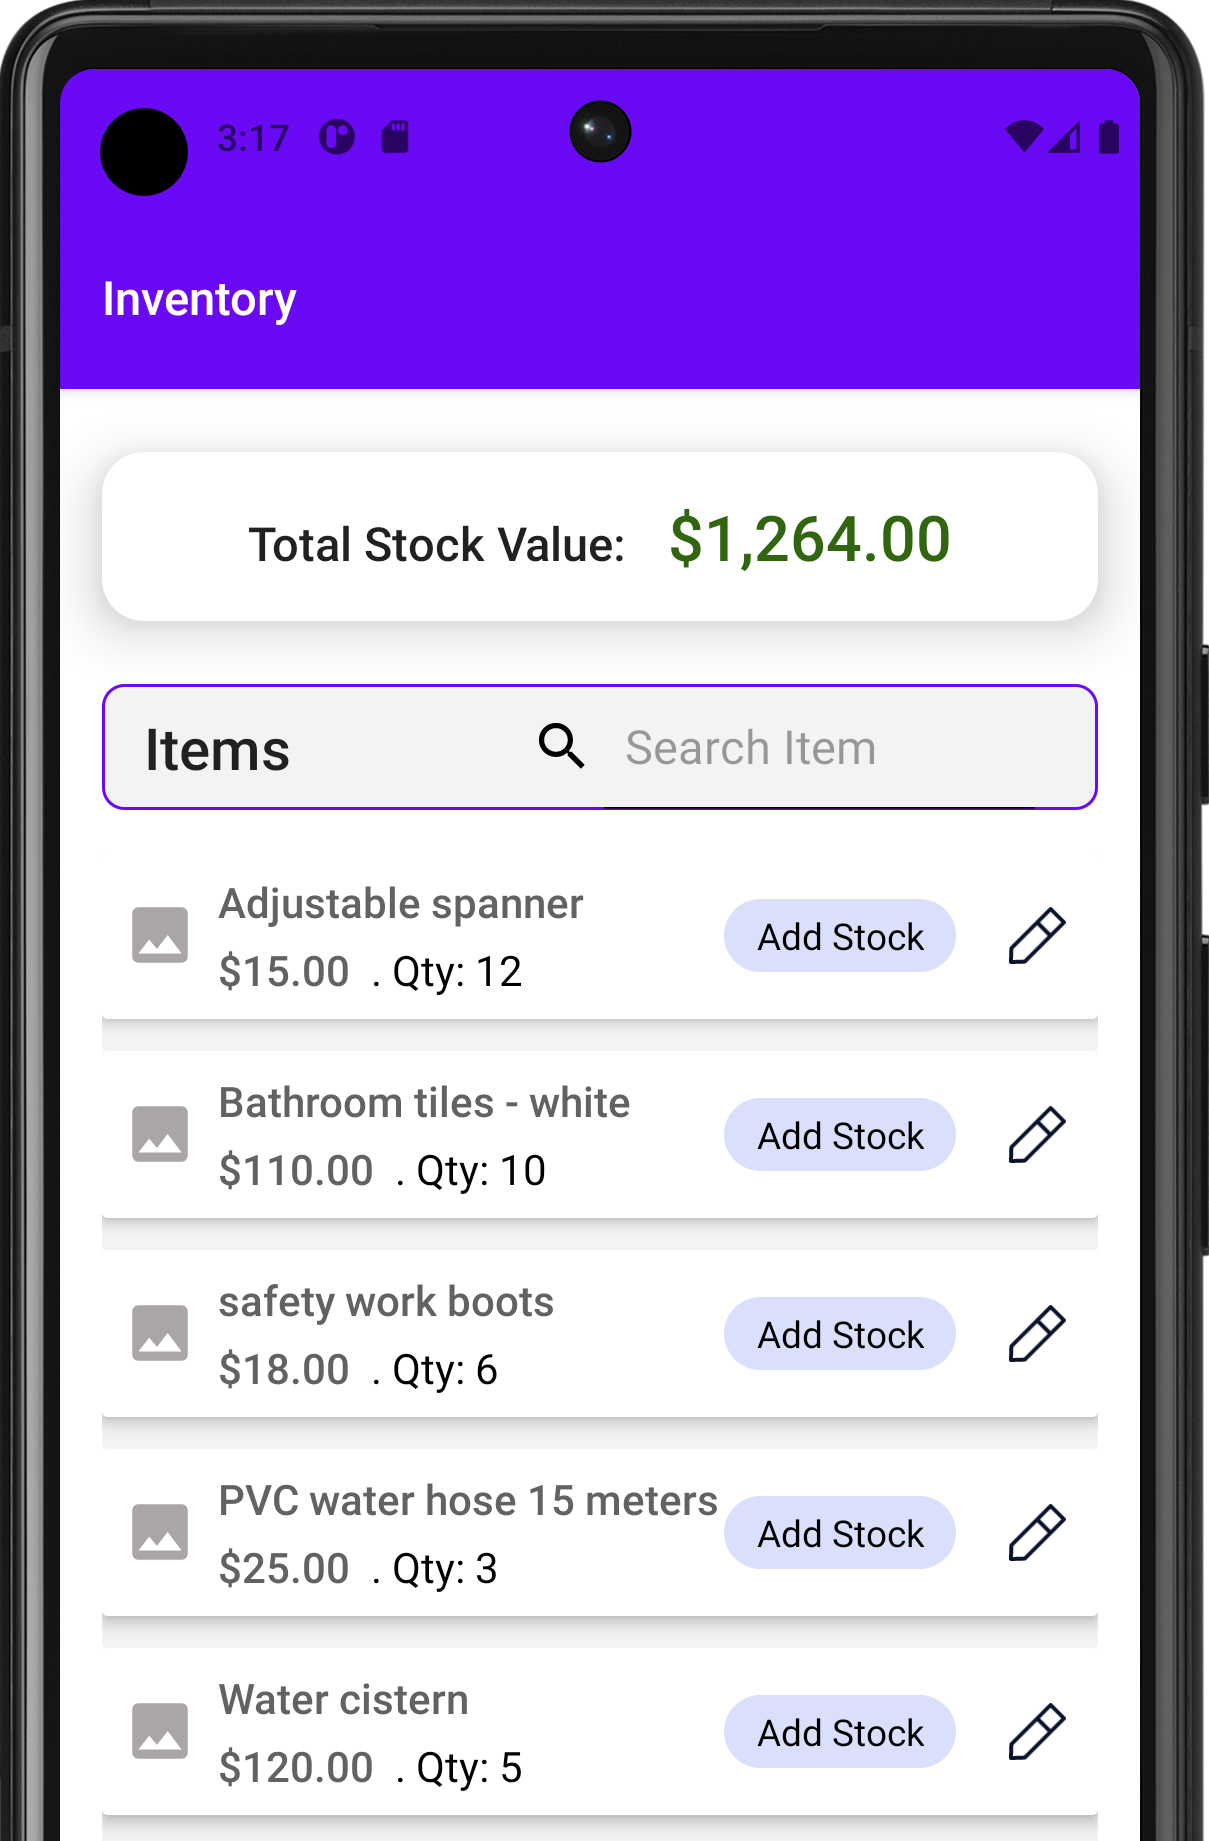 3:17
Inventory
Total Stock Value: $1,264.00
Items Search Item
Adjustable spanner
$15.00 . Qty: 12
Add Stock
Bathroom tiles - white
$110.00 . Qty: 10
Add Stock
safety work boots
$18.00 . Qty: 6
Add Stock
PVC water hose 15 meters
$25.00 . Qty: 3
Add Stock
Water cistern
$120.00 . Qty: 5
Add Stock